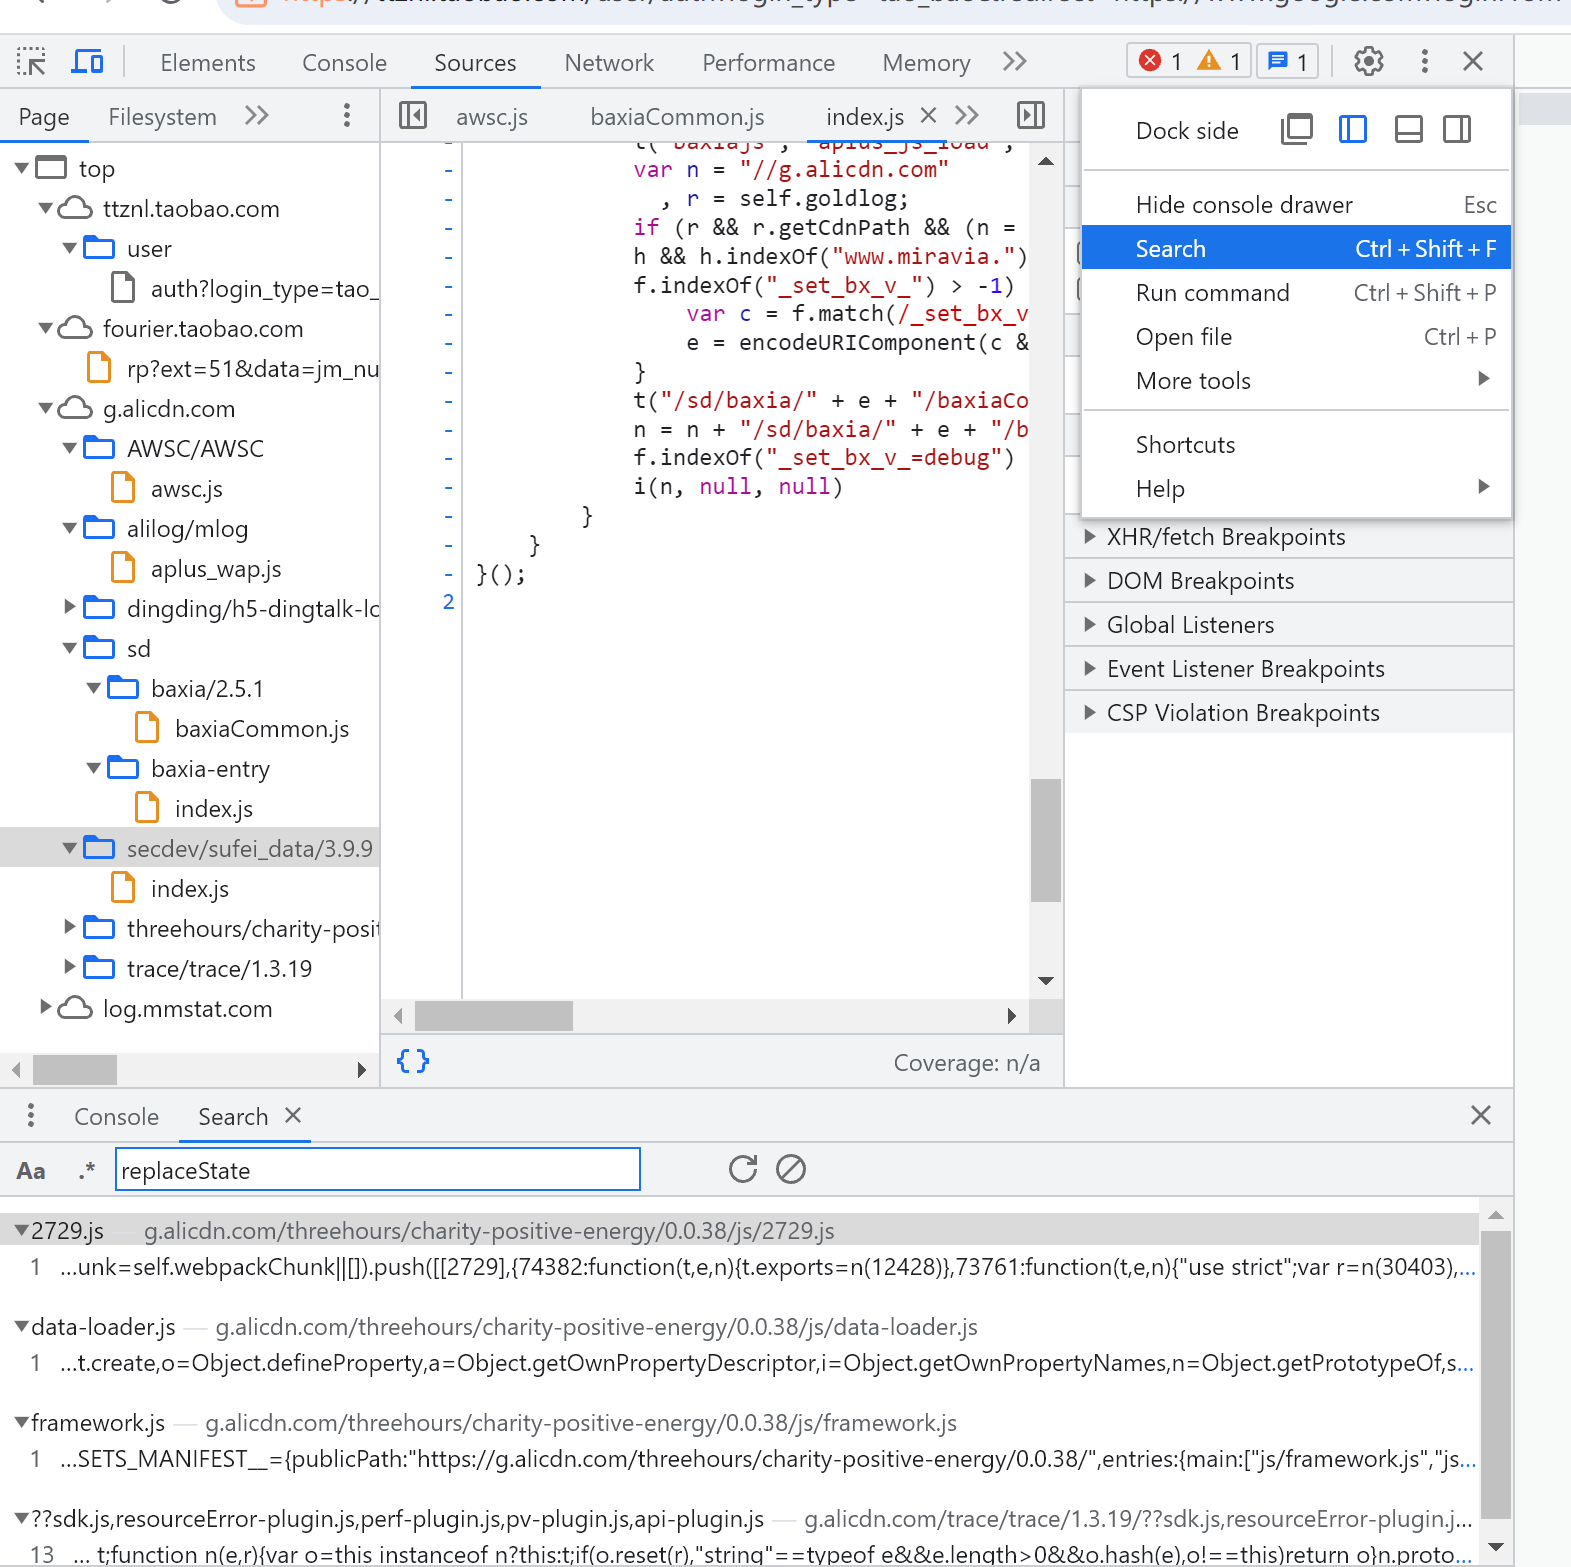 Elements Console Sources Network Performance Memory 1 1 1
Page Filesystem awsc.js baxiaCommon.js index.js
Dock side
Hide console drawer Esc
Search Ctrl + Shift + F
Run command Ctrl + Shift + P
Open file Ctrl + P
More tools
Shortcuts
Help
top
ttznl.taobao.com
user
auth?login_type=tao_
fourier.taobao.com
rp?ext=51&data=jm_nu
g.alicdn.com
AWSC/AWSC
awsc.js
alilog/mlog
aplus_wap.js
dingding/h5-dingtalk-lo
sd
baxia/2.5.1
baxiaCommon.js
baxia-entry
index.js
secdev/sufei_data/3.9.9
index.js
threehours/charity-posit
trace/trace/1.3.19
log.mmstat.com
t("baxiajs", "aplus_js_load",
- var n = "//g.alicdn.com"
- , r = self.goldlog;
- if (r && r.getCdnPath && (n =
- h && h.indexOf("www.miravia.")
- f.indexOf("_set_bx_v_") > -1)
- var c = f.match(/_set_bx_v
- e = encodeURIComponent(c &
- }
- t("/sd/baxia/" + e + "/baxiaCo
- n = n + "/sd/baxia/" + e + "/b
- f.indexOf("_set_bx_v_=debug")
- i(n, null, null)
- }
- }
- }();
2
{} Coverage: n/a
XHR/fetch Breakpoints
DOM Breakpoints
Global Listeners
Event Listener Breakpoints
CSP Violation Breakpoints
Console Search
Aa .* replaceState
2729.js — g.alicdn.com/threehours/charity-positive-energy/0.0.38/js/2729.js
1 …unk=self.webpackChunk||[]).push([[2729],{74382:function(t,e,n){t.exports=n(12428)},73761:function(t,e,n){"use strict";var r=n(30403),…
data-loader.js — g.alicdn.com/threehours/charity-positive-energy/0.0.38/js/data-loader.js
1 …t.create,o=Object.defineProperty,a=Object.getOwnPropertyDescriptor,i=Object.getOwnPropertyNames,n=Object.getPrototypeOf,s…
framework.js — g.alicdn.com/threehours/charity-positive-energy/0.0.38/js/framework.js
1 …SETS_MANIFEST__={publicPath:"https://g.alicdn.com/threehours/charity-positive-energy/0.0.38/",entries:{main:["js/framework.js","js…
??sdk.js,resourceError-plugin.js,perf-plugin.js,pv-plugin.js,api-plugin.js — g.alicdn.com/trace/trace/1.3.19/??sdk.js,resourceError-plugin.j…
13 … t;function n(e,r){var o=this instanceof n?this:t;if(o.reset(r),"string"==typeof e&&e.length>0&&o.hash(e),o!==this)return o}n.proto…